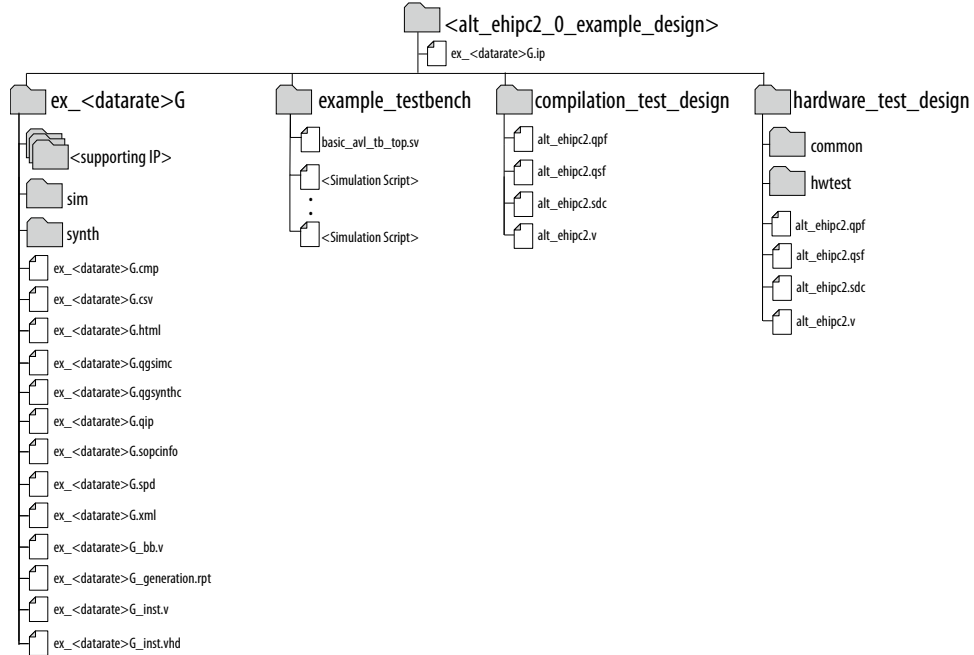 <alt_ehipc2_0_example_design>
ex_<datarate>G.ip
ex_<datarate>G
<supporting IP>
sim
synth
ex_<datarate>G.cmp
ex_<datarate>G.csv
ex_<datarate>G.html
ex_<datarate>G.qgsimc
ex_<datarate>G.qgsynthc
ex_<datarate>G.qip
ex_<datarate>G.sopcinfo
ex_<datarate>G.spd
ex_<datarate>G.xml
ex_<datarate>G_bb.v
ex_<datarate>G_generation.rpt
ex_<datarate>G_inst.v
ex_<datarate>G_inst.vhd
example_testbench
basic_avl_tb_top.sv
<Simulation Script>
<Simulation Script>
compilation_test_design
alt_ehipc2.qpf
alt_ehipc2.qsf
alt_ehipc2.sdc
alt_ehipc2.v
hardware_test_design
common
hwtest
alt_ehipc2.qpf
alt_ehipc2.qsf
alt_ehipc2.sdc
alt_ehipc2.v